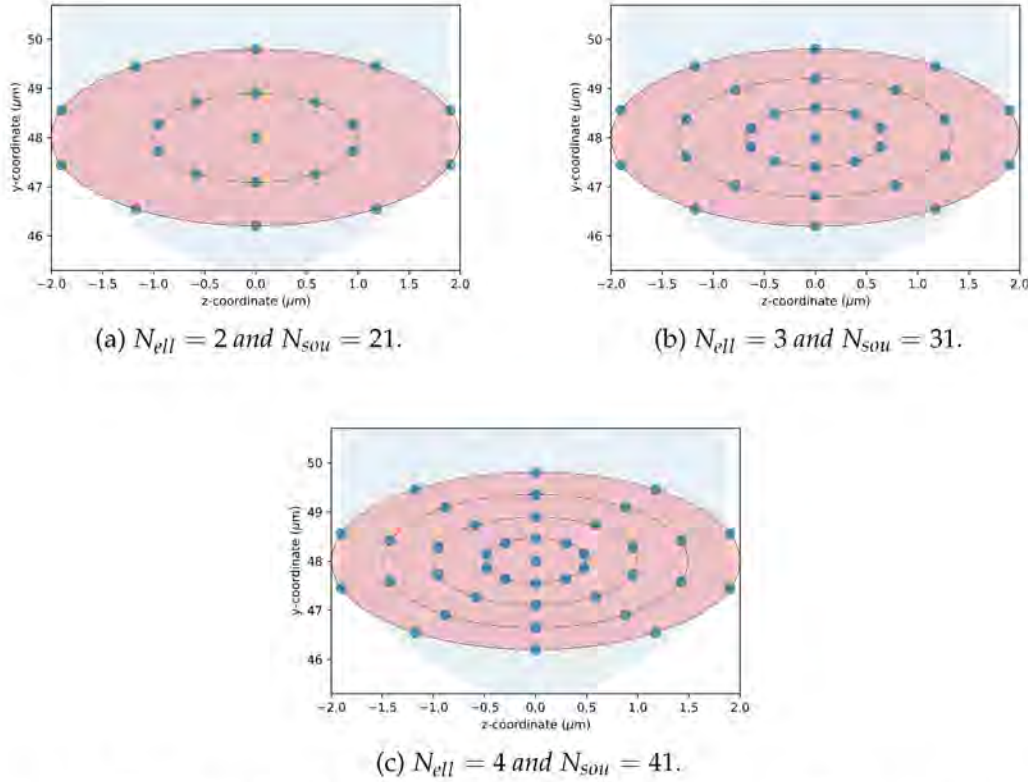 50
49
48
47
46
y-coordinate (μm)
−2.0 −1.5 −1.0 −0.5 0.0 0.5 1.0 1.5 2.0
z-coordinate (μm)
(a) N_ell = 2 and N_sou = 21.
50
49
48
47
46
y-coordinate (μm)
−2.0 −1.5 −1.0 −0.5 0.0 0.5 1.0 1.5 2.0
z-coordinate (μm)
(b) N_ell = 3 and N_sou = 31.
50
49
48
47
46
y-coordinate (μm)
−2.0 −1.5 −1.0 −0.5 0.0 0.5 1.0 1.5 2.0
z-coordinate (μm)
(c) N_ell = 4 and N_sou = 41.